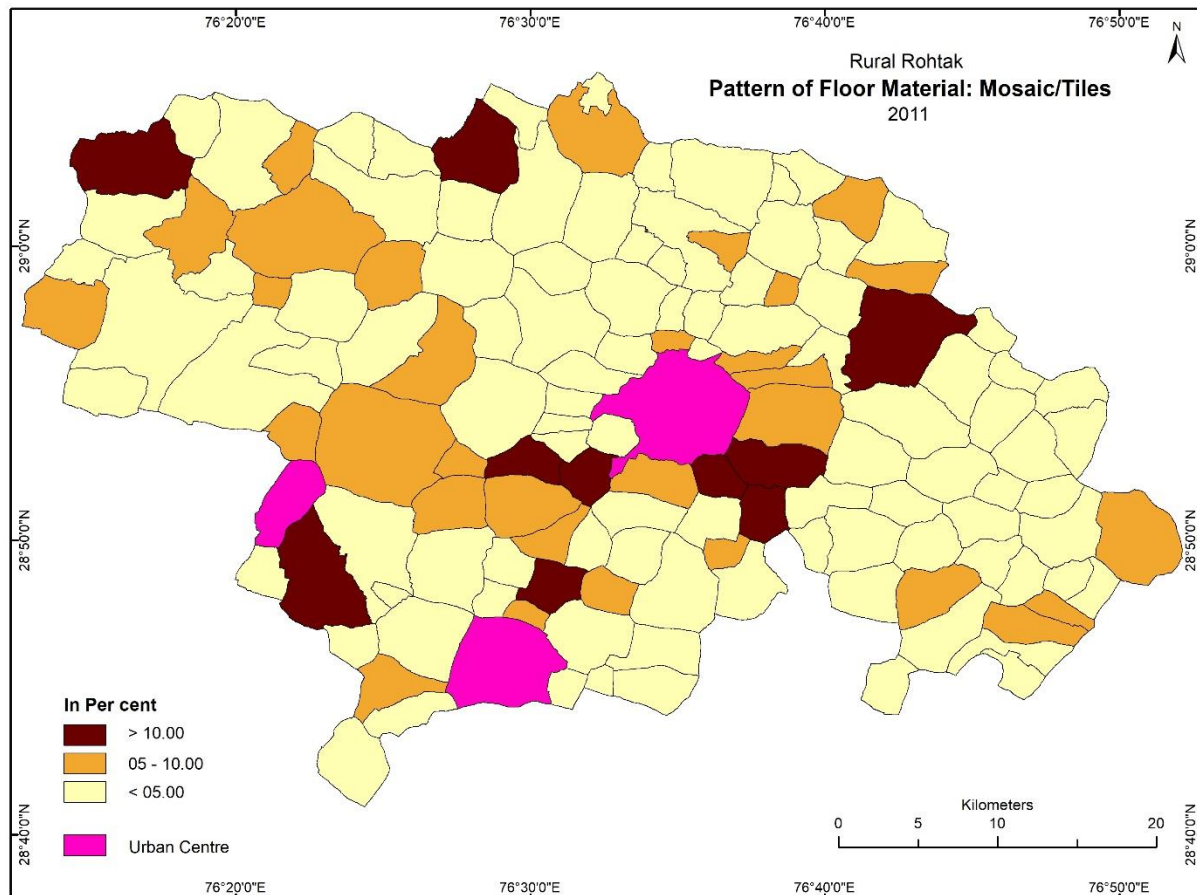 76°20'0"E 76°30'0"E 76°40'0"E 76°50'0"E
N
Rural Rohtak
Pattern of Floor Material: Mosaic/Tiles
2011
29°0'0"N 29°0'0"N
28°50'0"N 28°50'0"N
28°40'0"N 28°40'0"N
In Per cent
> 10.00
05 - 10.00
< 05.00
Urban Centre
Kilometers
0 5 10 20
76°20'0"E 76°30'0"E 76°40'0"E 76°50'0"E